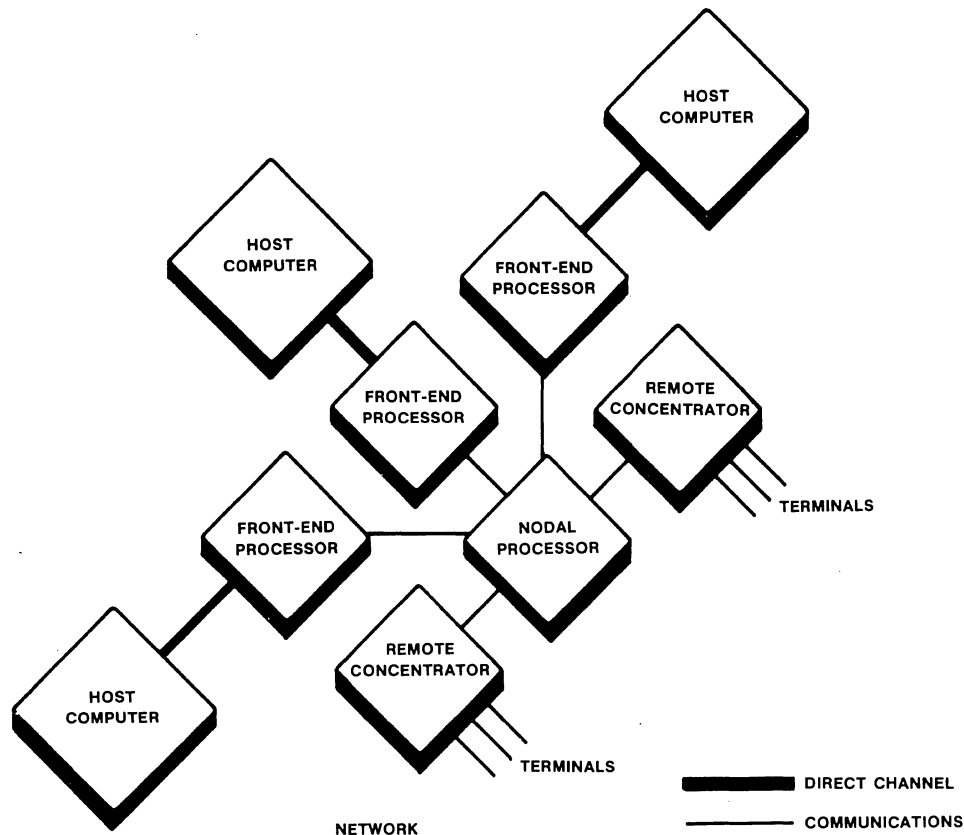 HOST
COMPUTER
HOST
COMPUTER
FRONT-END
PROCESSOR
FRONT-END
PROCESSOR
REMOTE
CONCENTRATOR
TERMINALS
FRONT-END
PROCESSOR
NODAL
PROCESSOR
REMOTE
CONCENTRATOR
HOST
COMPUTER
TERMINALS
DIRECT CHANNEL
COMMUNICATIONS
NETWORK